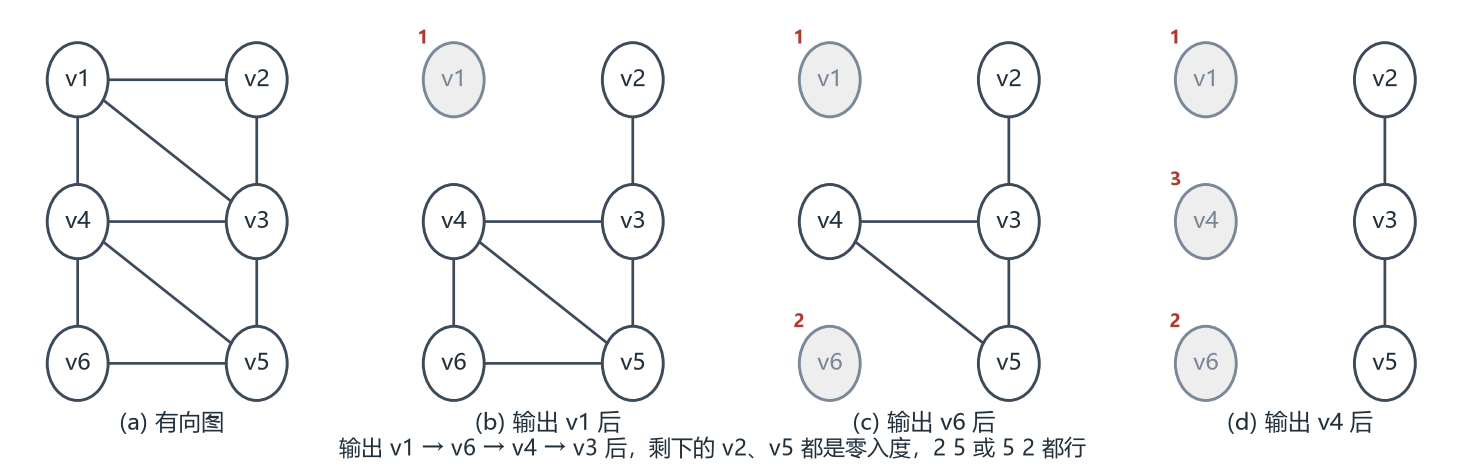 v1 v2 1 v1 v2 1 v1 v2 1 v1 v2
v4 v3 v4 v3 v4 v3 3 v4 v3
v6 v5 v6 v5 2 v6 v5 2 v6 v5
(a) 有向图 (b) 输出 v1 后 (c) 输出 v6 后 (d) 输出 v4 后
输出 v1 → v6 → v4 → v3 后，剩下的 v2、v5 都是零入度，2 5 或 5 2 都行